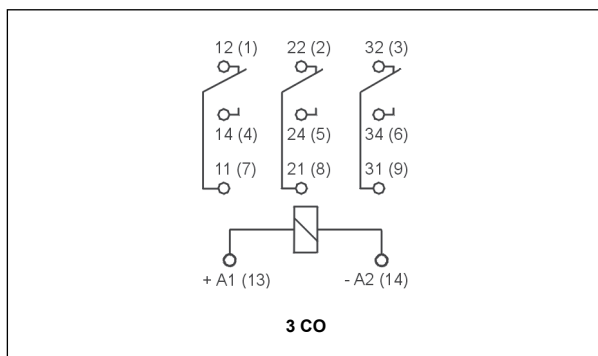 12 (1) 22 (2) 32 (3)
14 (4) 24 (5) 34 (6)
11 (7) 21 (8) 31 (9)
+ A1 (13) - A2 (14)
3 CO